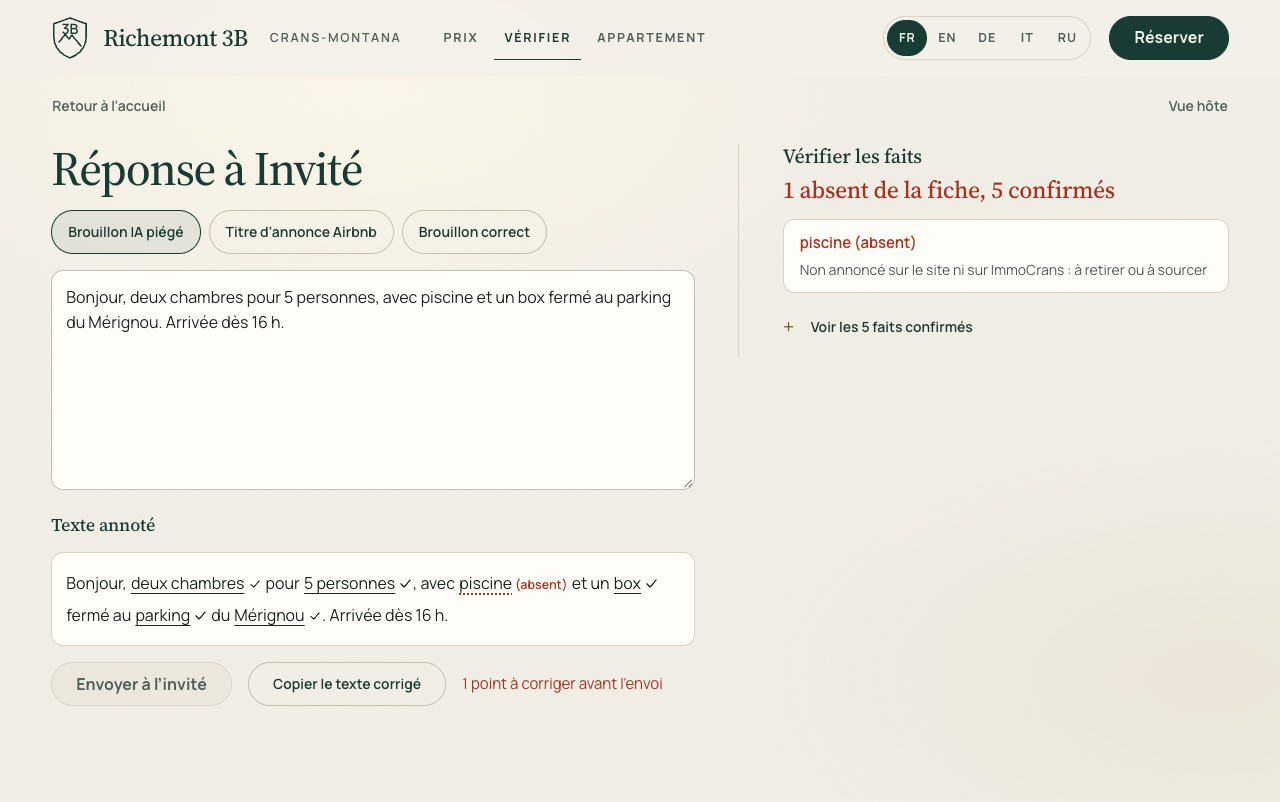 3B
Richemont 3B
CRANS-MONTANA
PRIX
VÉRIFIER
APPARTEMENT
FR
EN
DE
IT
RU
Réserver
Retour à l'accueil
Vue hôte
Réponse à Invité
Brouillon IA piégé
Titre d'annonce Airbnb
Brouillon correct
Bonjour, deux chambres pour 5 personnes, avec piscine et un box fermé au parking
du Mérignou. Arrivée dès 16 h.
Texte annoté
Bonjour, deux chambres ✓ pour 5 personnes ✓, avec piscine (absent) et un box ✓
fermé au parking ✓ du Mérignou ✓. Arrivée dès 16 h.
Envoyer à l'invité
Copier le texte corrigé
1 point à corriger avant l'envoi
Vérifier les faits
1 absent de la fiche, 5 confirmés
piscine (absent)
Non annoncé sur le site ni sur ImmoCrans : à retirer ou à sourcer
+ Voir les 5 faits confirmés